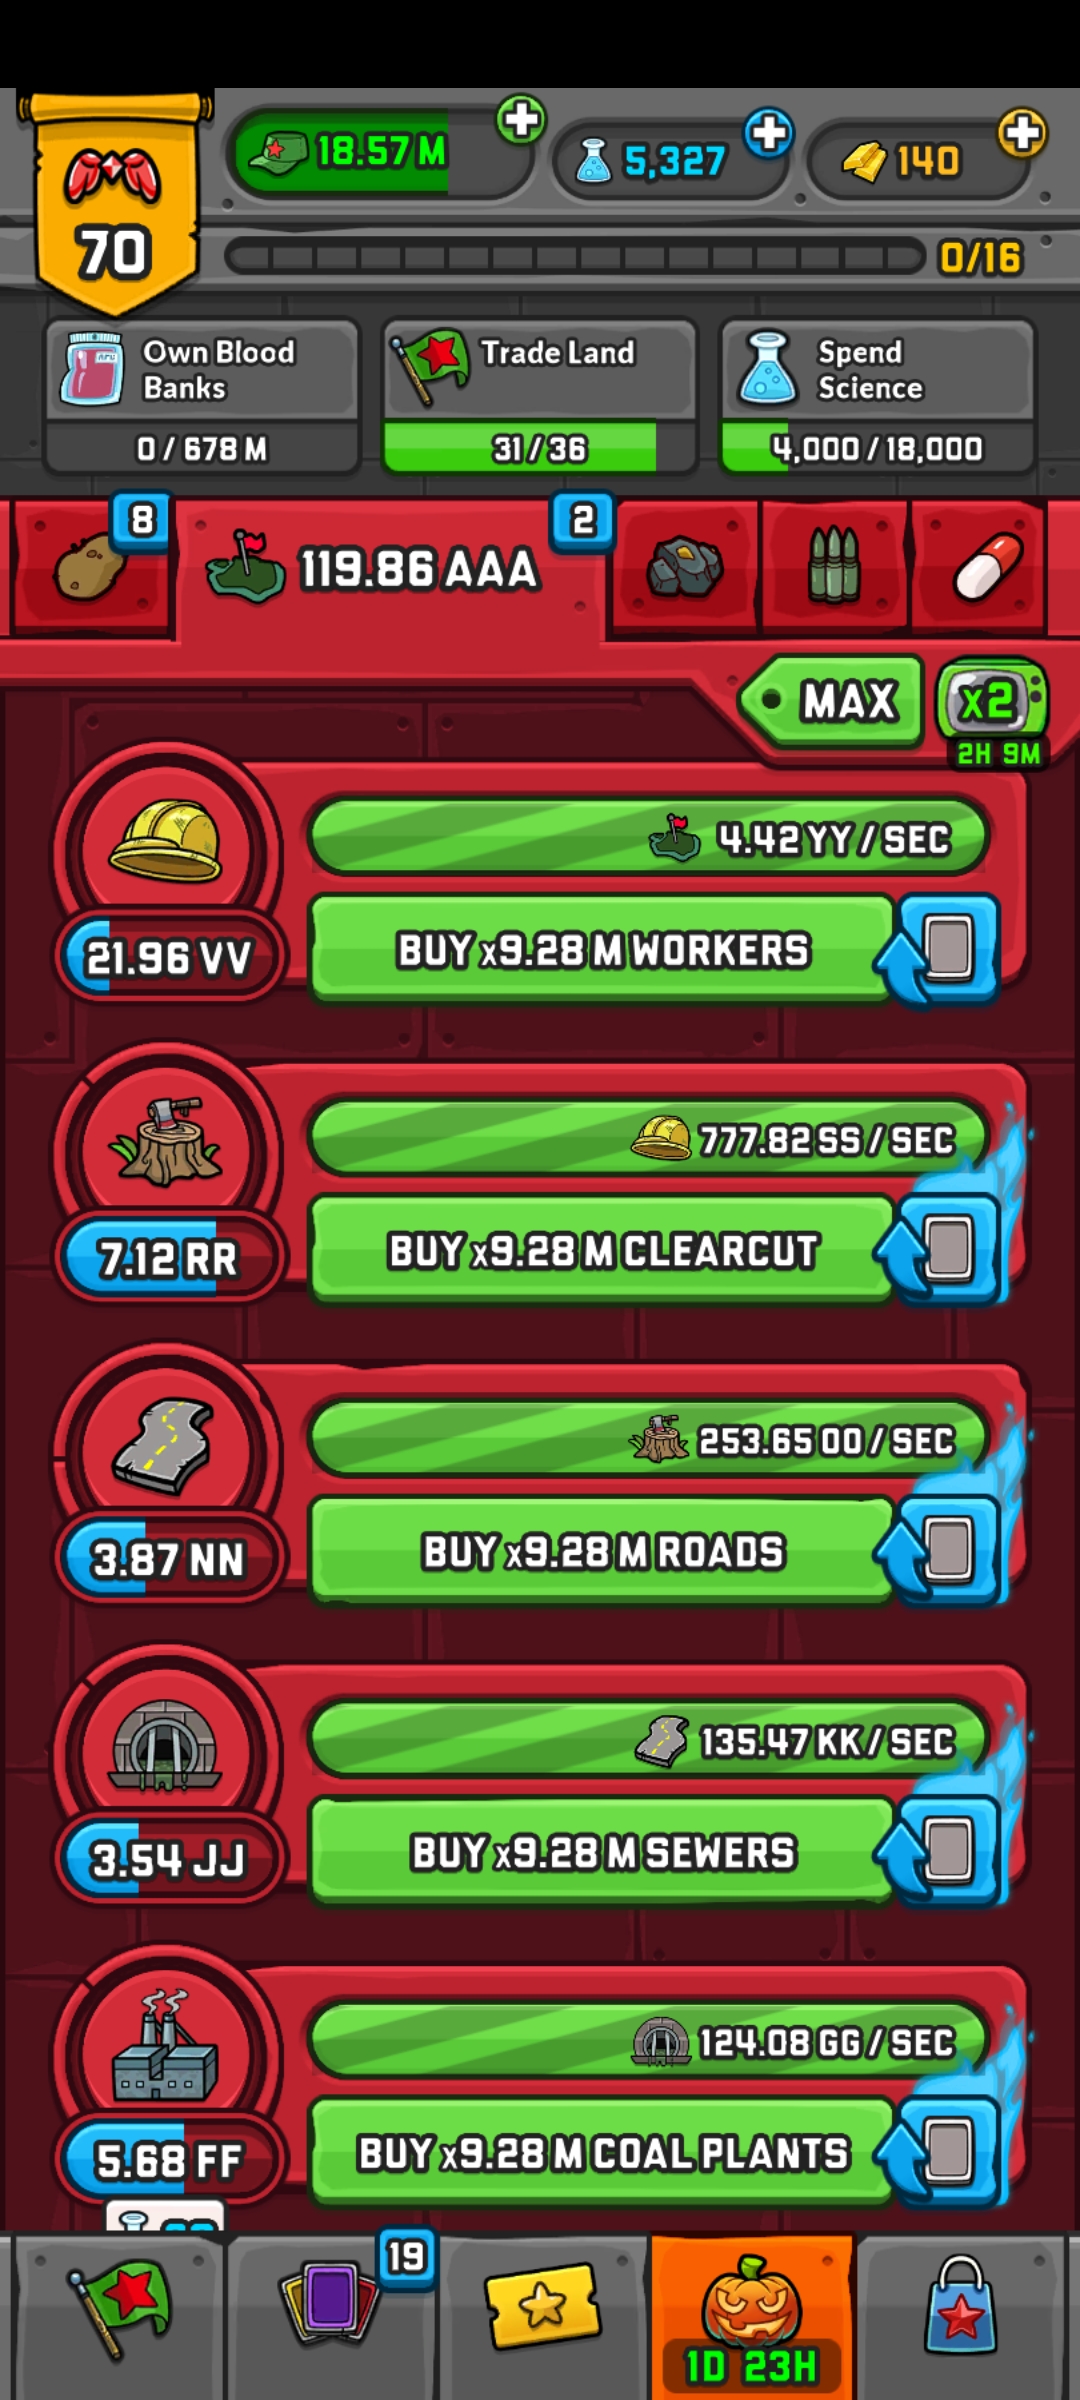 18.57 M
5,327
140
70
0/16
Own Blood
Banks
0 / 678 M
Trade Land
31 / 36
Spend
Science
4,000 / 18,000
8
119.86 AAA
2
MAX
x2
2H 9M
4.42 YY / SEC
21.96 VV
BUY x9.28 M WORKERS
777.82 SS / SEC
7.12 RR
BUY x9.28 M CLEARCUT
253.65 OO / SEC
3.87 NN
BUY x9.28 M ROADS
135.47 KK / SEC
3.54 JJ
BUY x9.28 M SEWERS
124.08 GG / SEC
5.68 FF
BUY x9.28 M COAL PLANTS
19
1D 23H